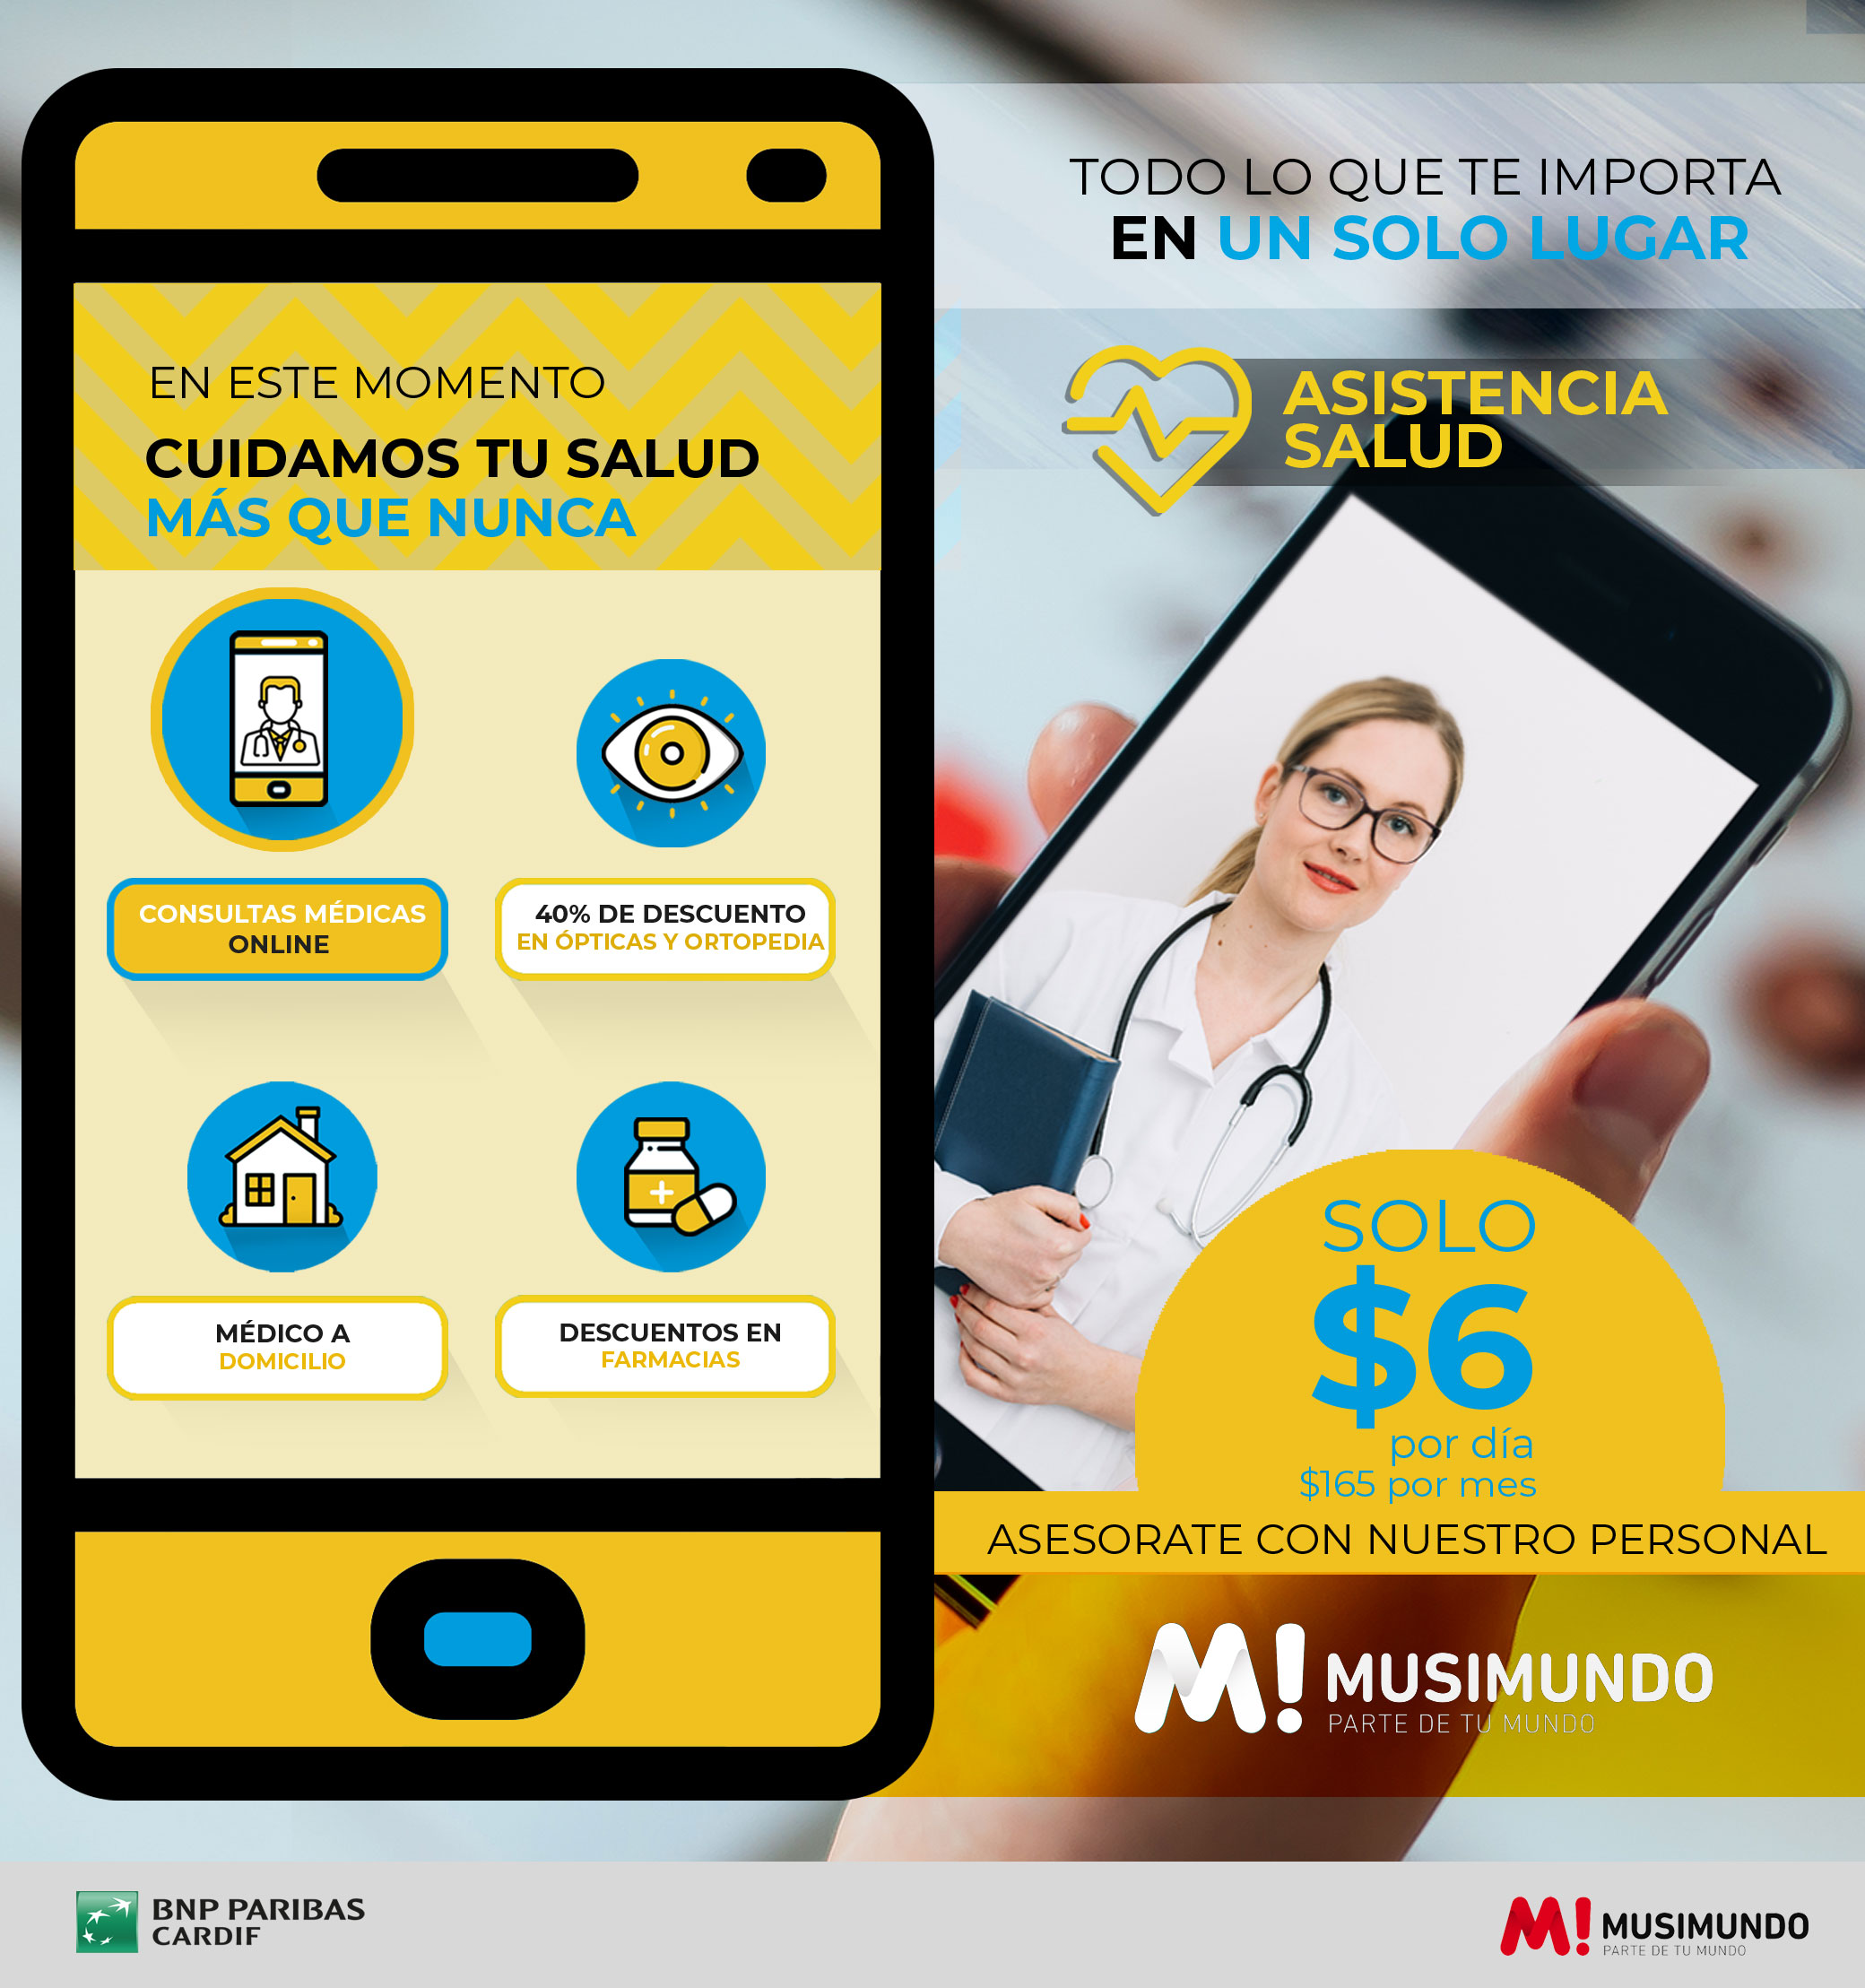 EN ESTE MOMENTO
CUIDAMOS TU SALUD
MÁS QUE NUNCA
CONSULTAS MÉDICAS
ONLINE
40% DE DESCUENTO
EN ÓPTICAS Y ORTOPEDIA
MÉDICO A
DOMICILIO
DESCUENTOS EN
FARMACIAS
TODO LO QUE TE IMPORTA
EN UN SOLO LUGAR
ASISTENCIA
SALUD
SOLO
$6
por día
$165 por mes
ASESORATE CON NUESTRO PERSONAL
M! MUSIMUNDO
PARTE DE TU MUNDO
BNP PARIBAS
CARDIF
M! MUSIMUNDO
PARTE DE TU MUNDO